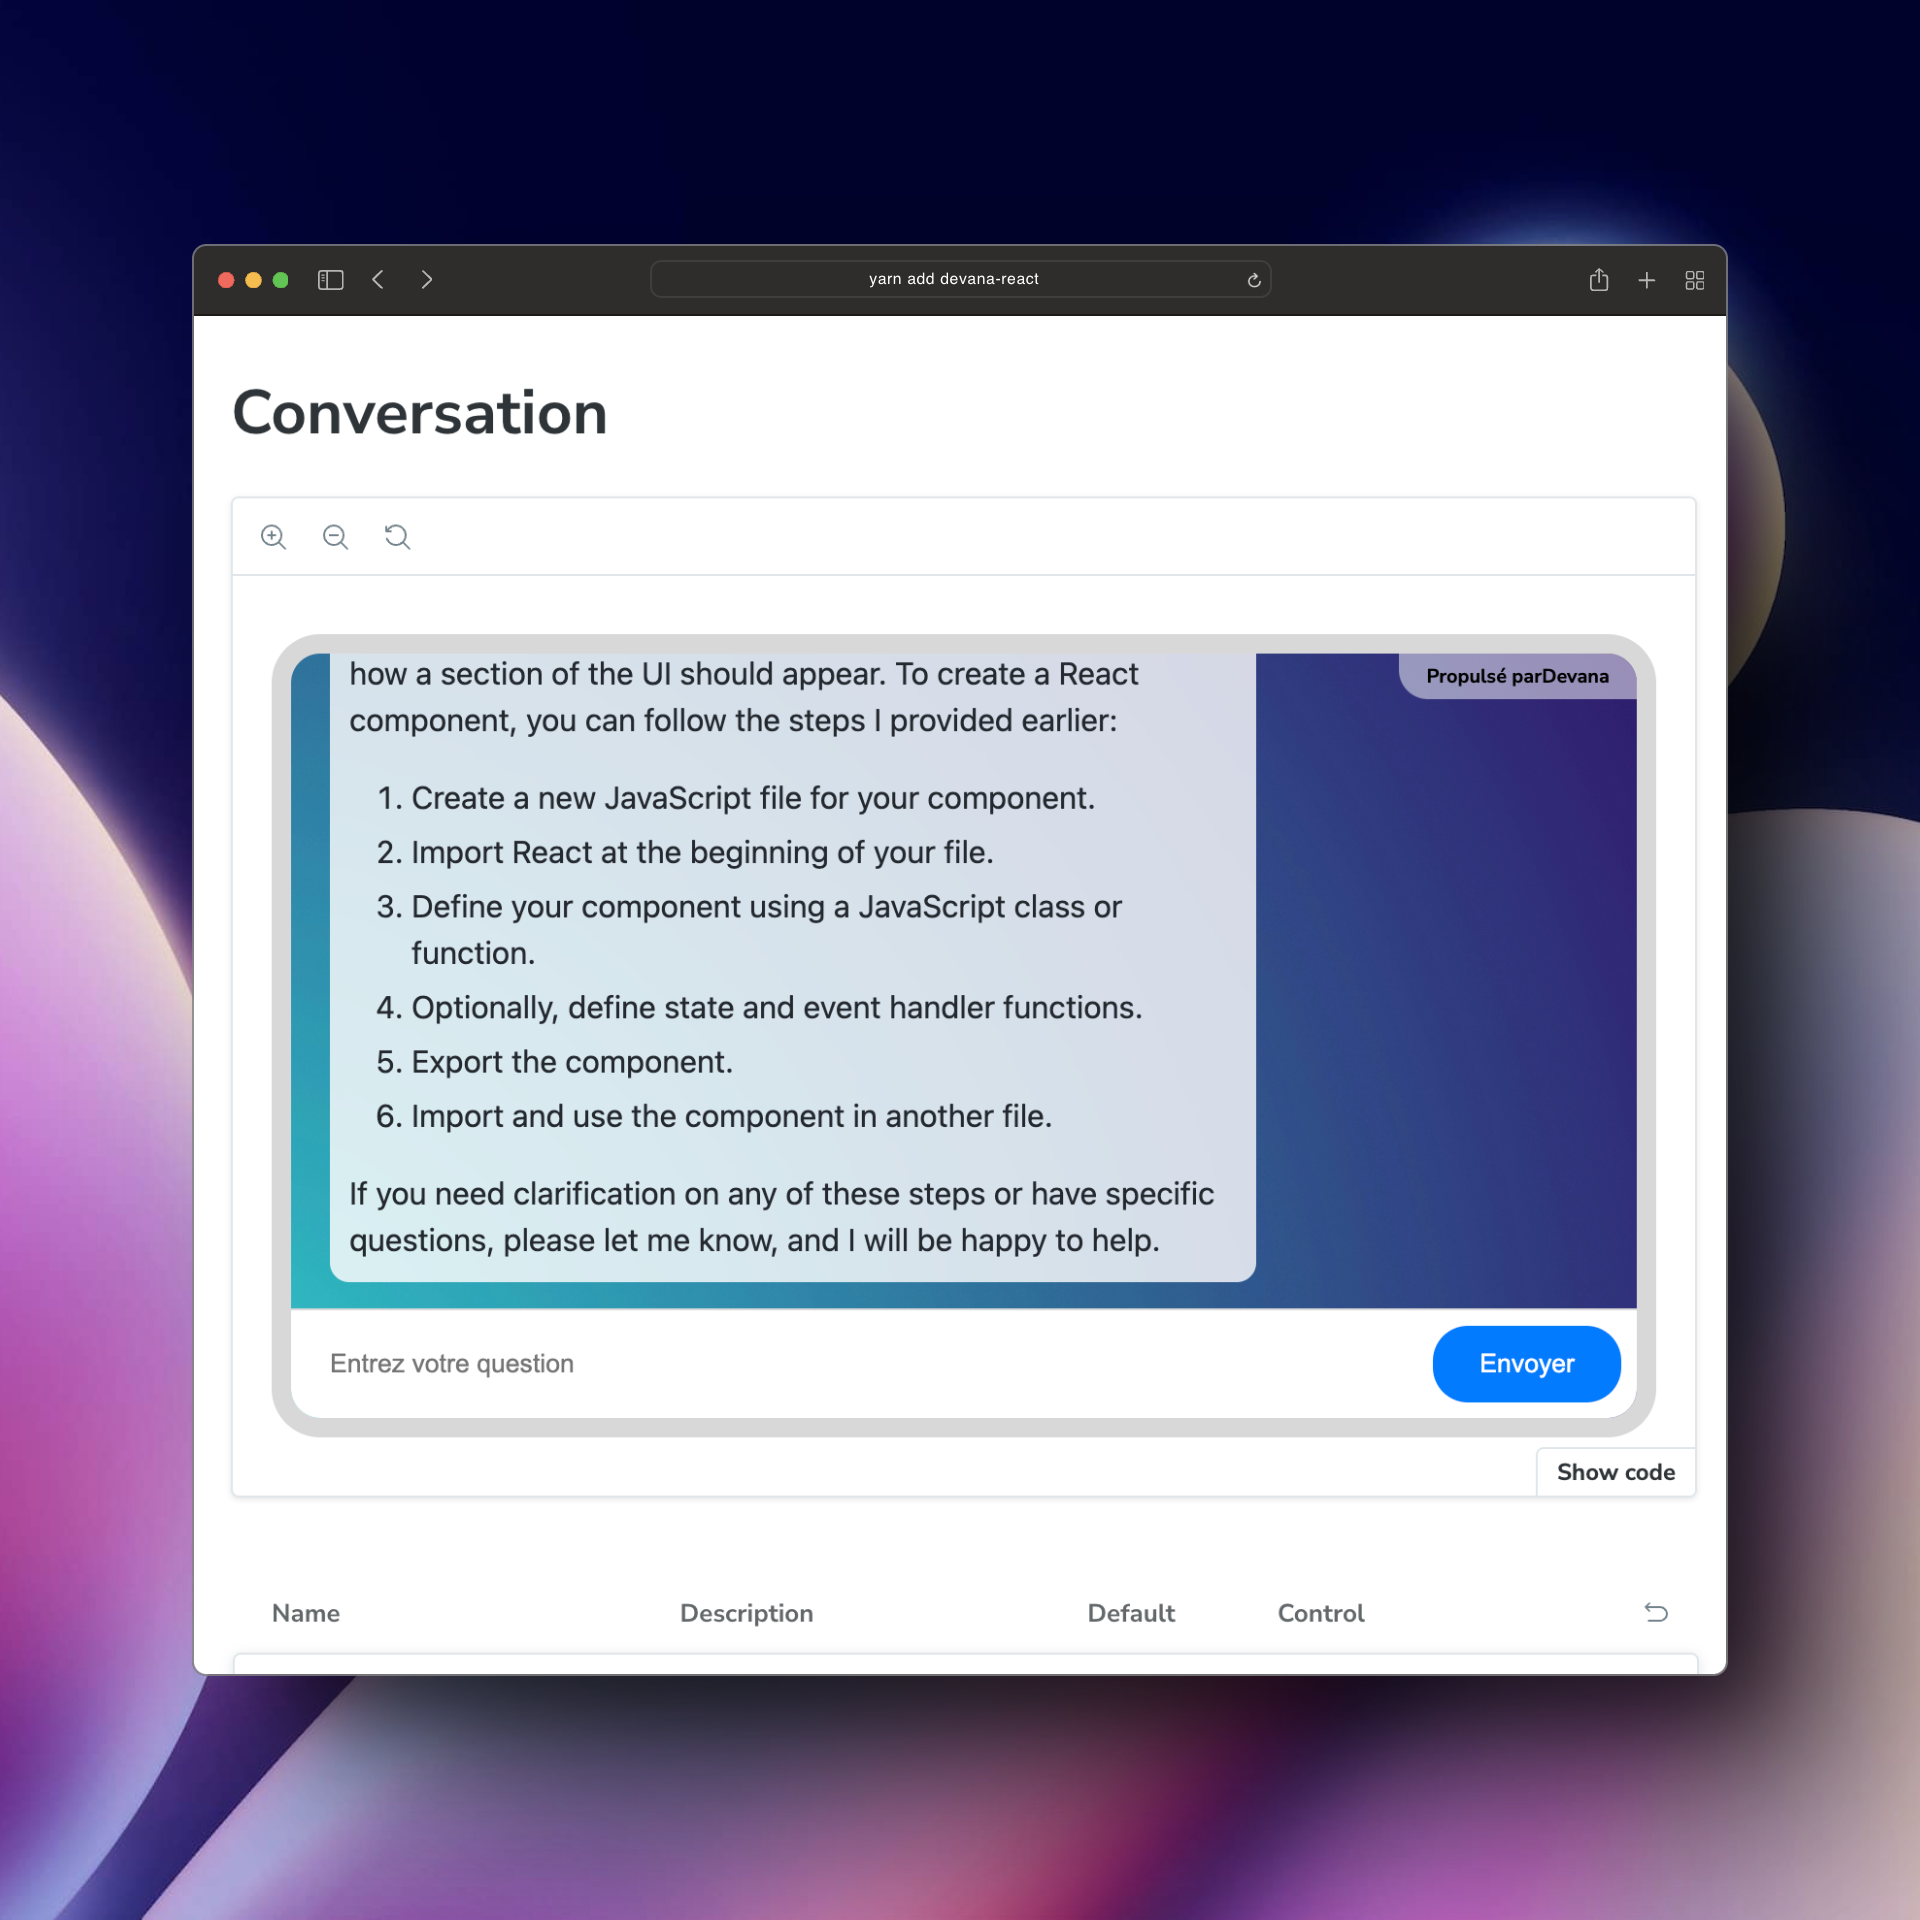 yarn add devana-react
Conversation
Propulsé parDevana
how a section of the UI should appear. To create a React
component, you can follow the steps I provided earlier:
1. Create a new JavaScript file for your component.
2. Import React at the beginning of your file.
3. Define your component using a JavaScript class or
function.
4. Optionally, define state and event handler functions.
5. Export the component.
6. Import and use the component in another file.
If you need clarification on any of these steps or have specific
questions, please let me know, and I will be happy to help.
Entrez votre question
Envoyer
Show code
Name Description Default Control